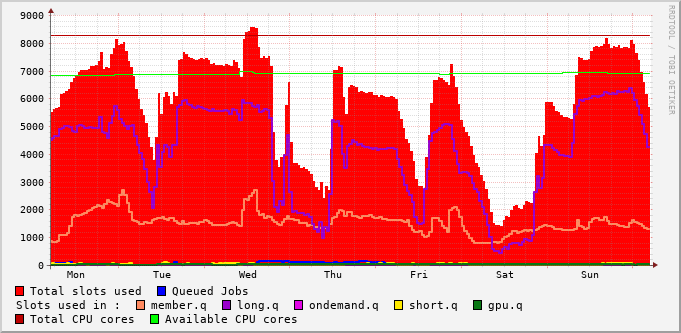 9000
8000
7000
6000
5000
4000
3000
2000
1000
0
Mon Tue Wed Thu Fri Sat Sun
Total slots used Queued Jobs
Slots used in : member.q long.q ondemand.q short.q gpu.q
Total CPU cores Available CPU cores
RRDTOOL / TOBI OETIKER